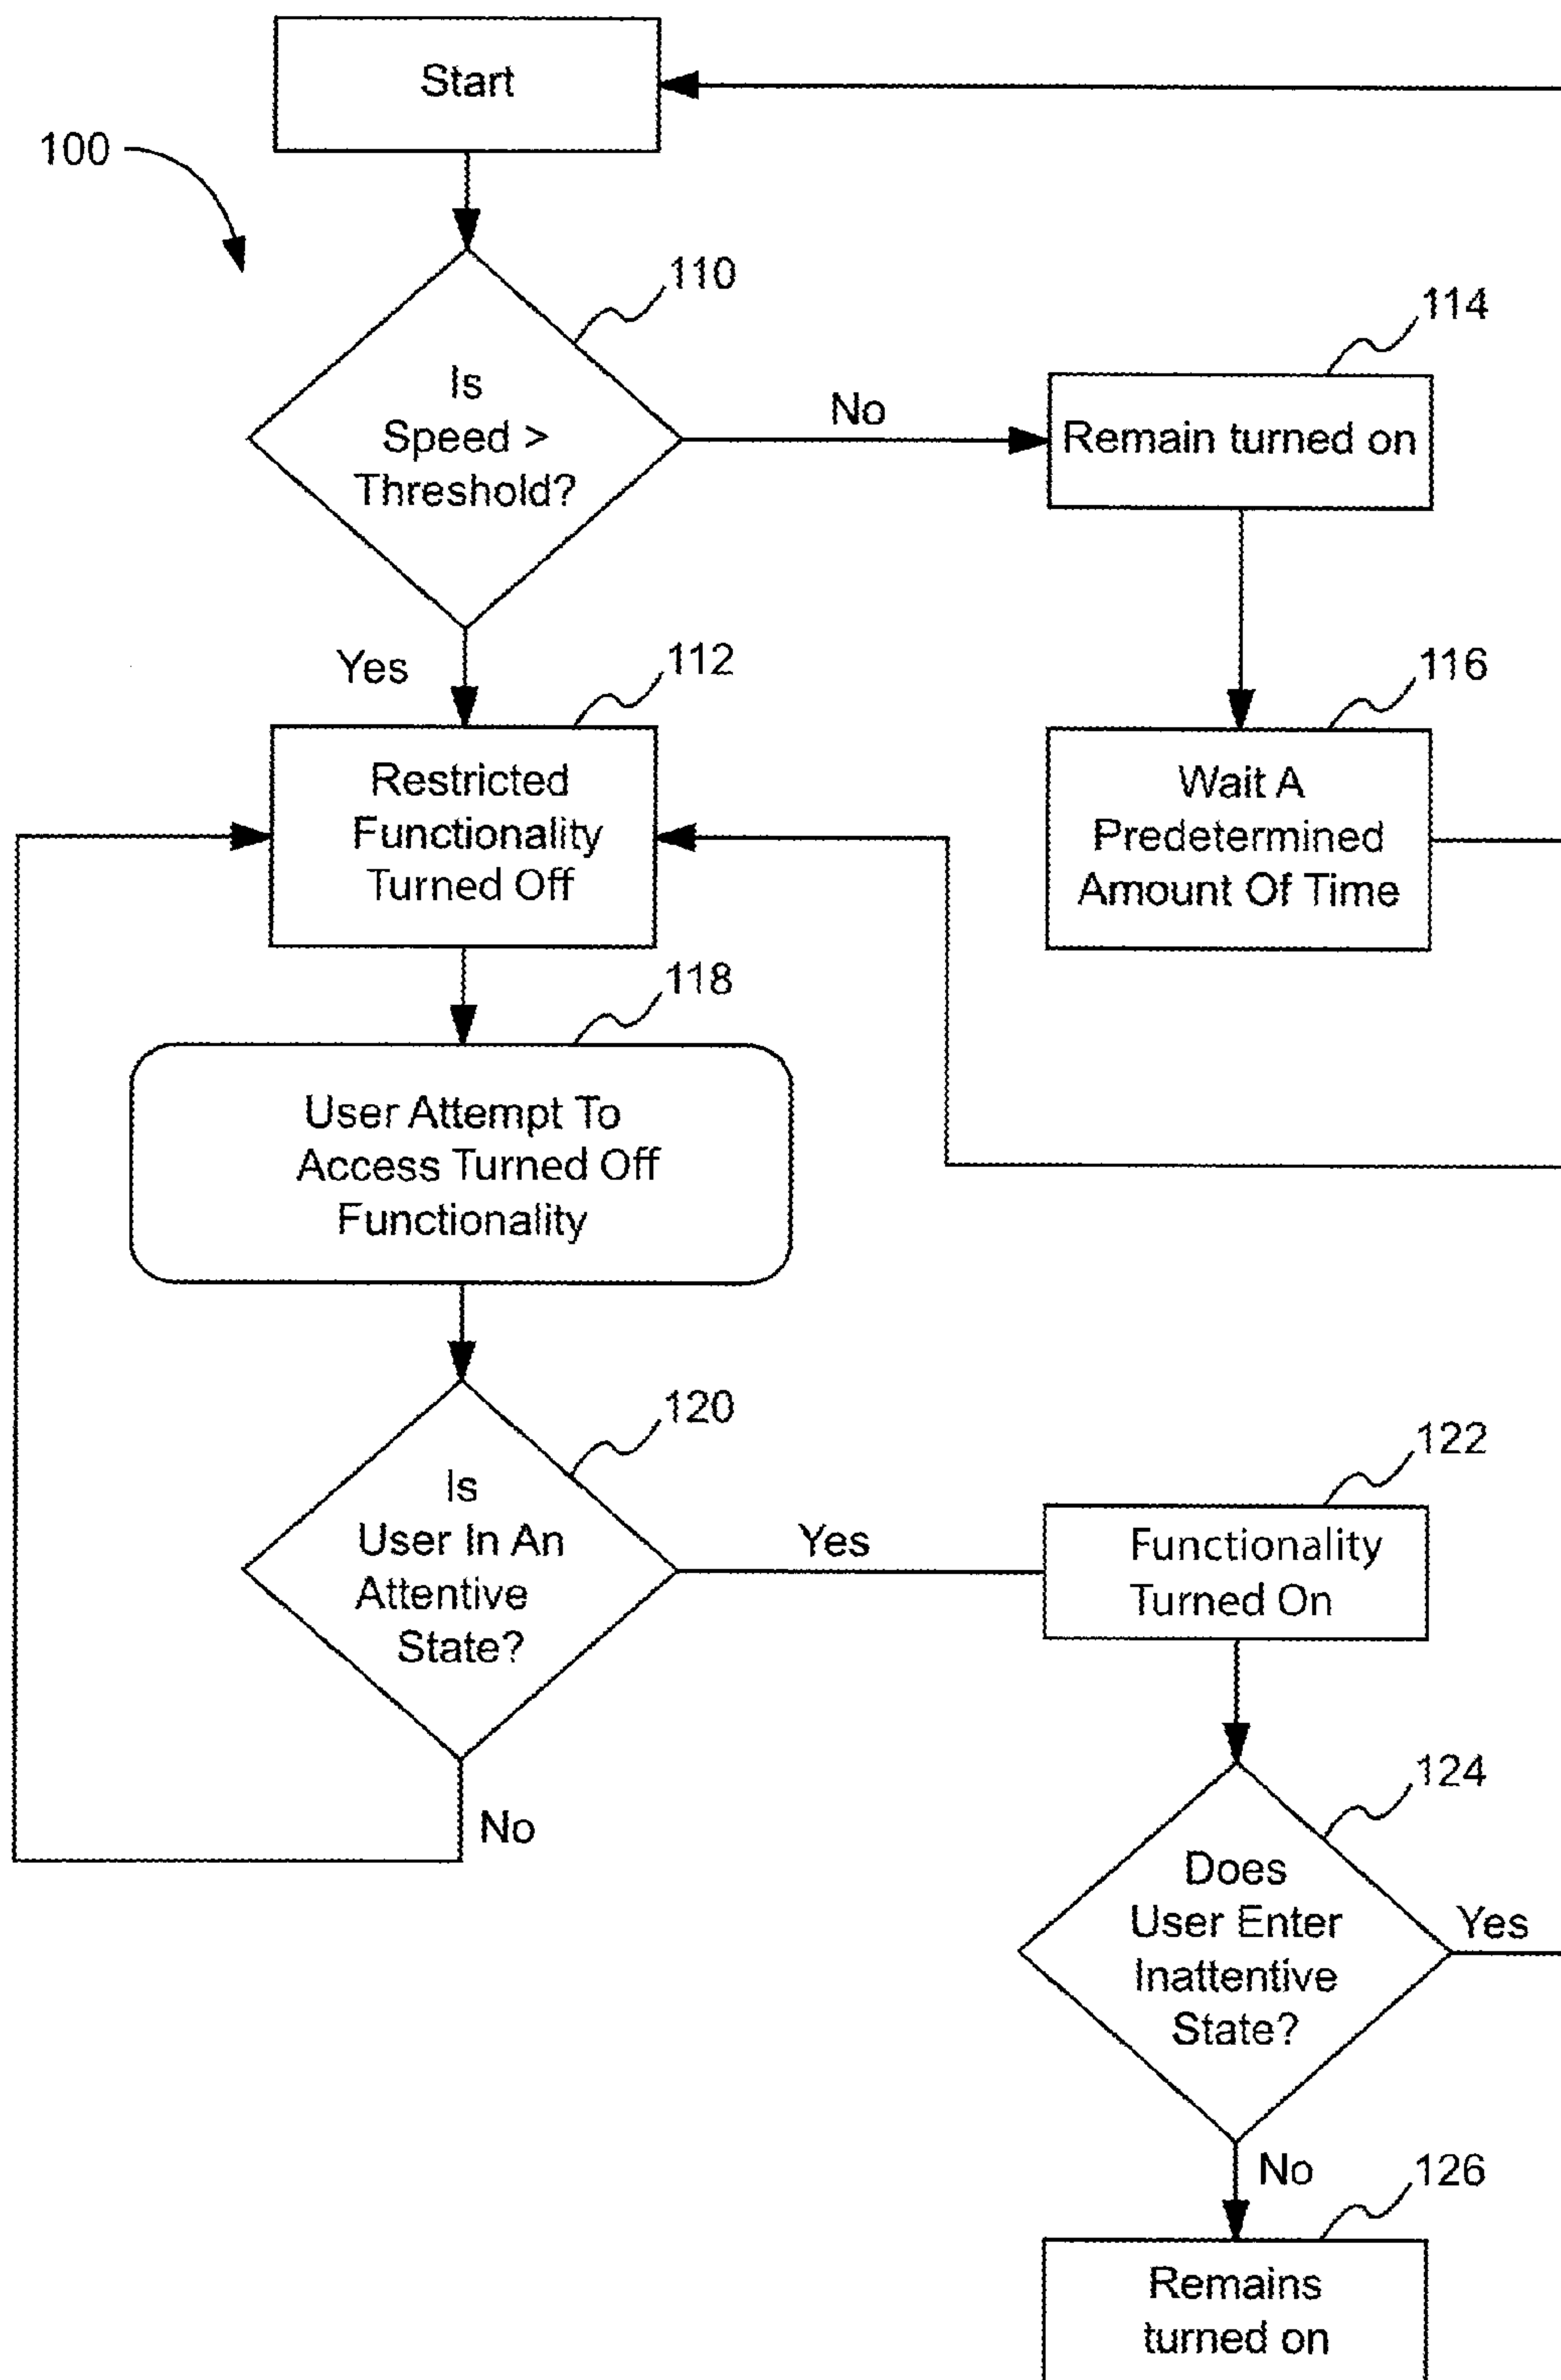 Start
100
110
Is
Speed >
Threshold?
No
114
Remain turned on
Yes
112
Restricted
Functionality
Turned Off
116
Wait A
Predetermined
Amount Of Time
118
User Attempt To
Access Turned Off
Functionality
120
Is
User In An
Attentive
State?
Yes
122
Functionality
Turned On
No
124
Does
User Enter
Inattentive
State?
Yes
No
126
Remains
turned on